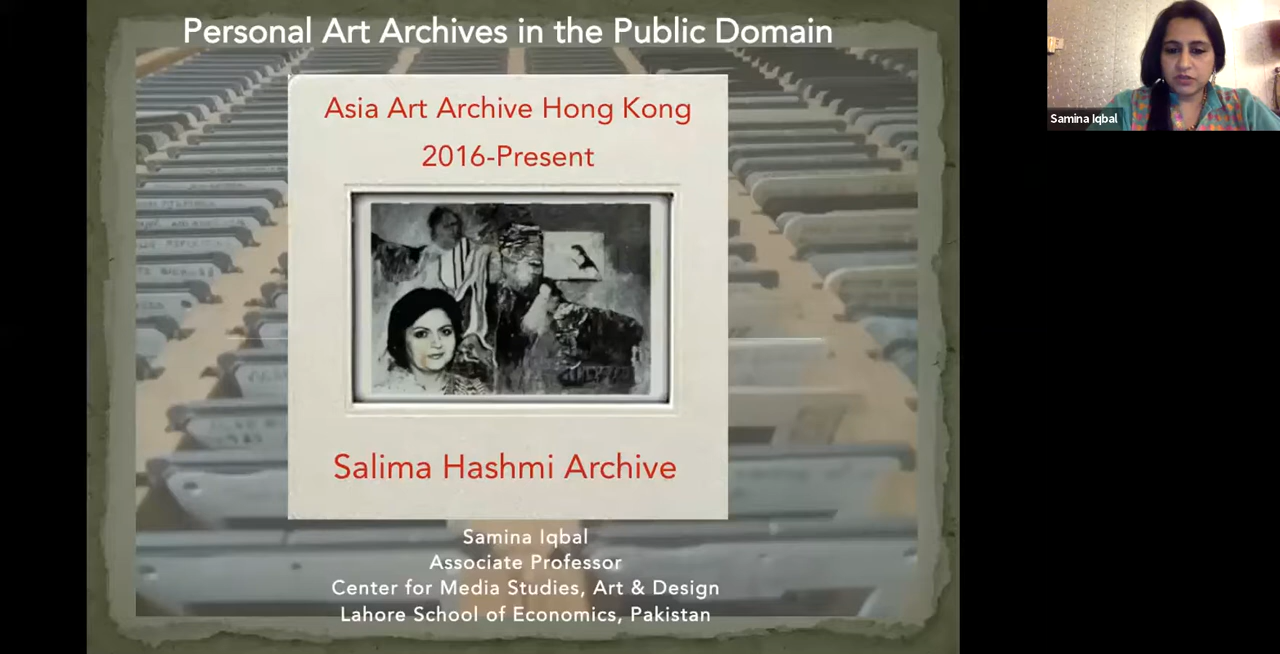 Personal Art Archives in the Public Domain
Asia Art Archive Hong Kong
2016-Present
Salima Hashmi Archive
Samina Iqbal
Associate Professor
Center for Media Studies, Art & Design
Lahore School of Economics, Pakistan
Samina Iqbal